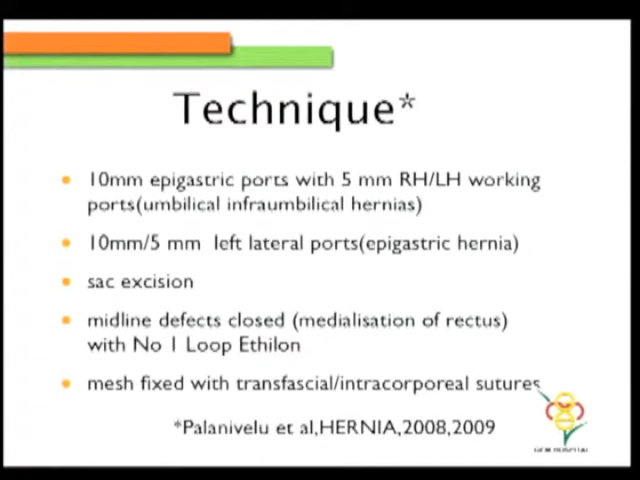 Technique*
10mm epigastric ports with 5 mm RH/LH working
ports(umbilical infraumbilical hernias)
10mm/5 mm left lateral ports(epigastric hernia)
sac excision
midline defects closed (medialisation of rectus)
with No 1 Loop Ethilon
mesh fixed with transfascial/intracorporeal sutures
*Palanivelu et al,HERNIA,2008,2009
GEM HOSPITAL